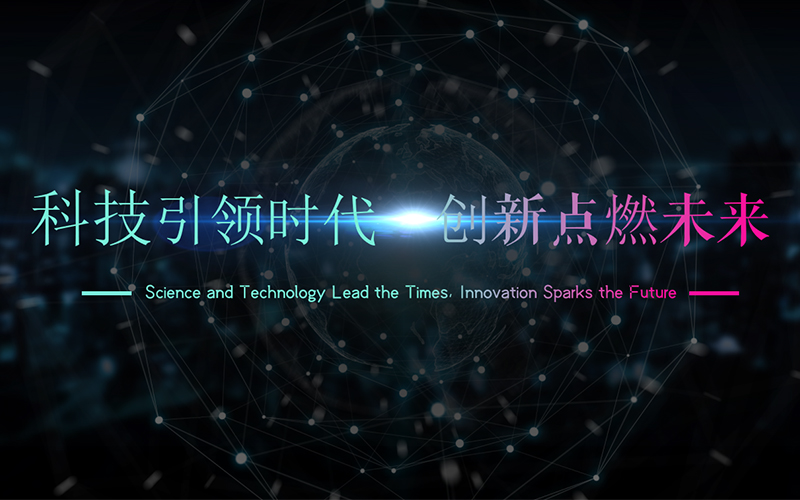 科技引领时代 创新点燃未来
Science and Technology Lead the Times, Innovation Sparks the Future